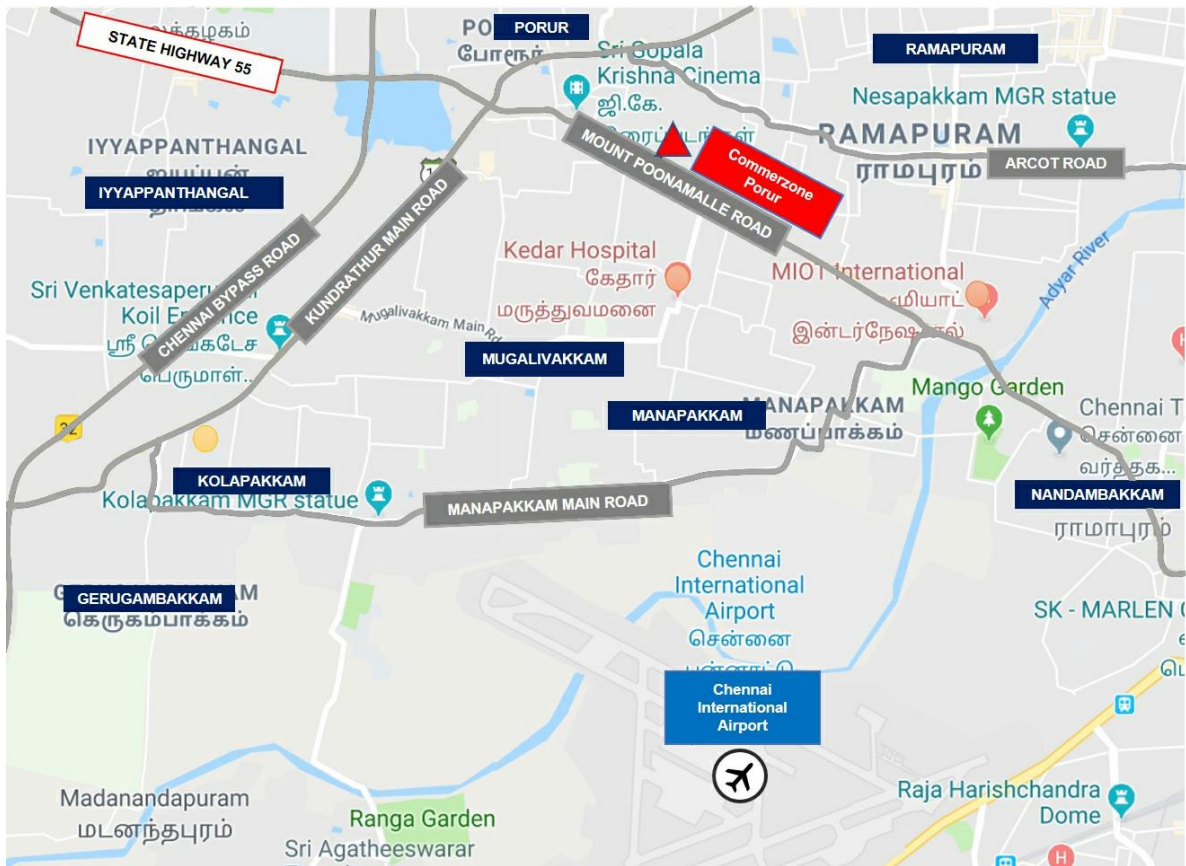 STATE HIGHWAY 55
PORUR
போரூர்
Sri Gopala
Krishna Cinema
ஜி.கே.
RAMAPURAM
Nesapakkam MGR statue
RAMAPURAM
ராமபுரம்
ARCOT ROAD
MOUNT POONAMALLE ROAD
Commerzone
Porur
IYYAPPANTHANGAL
IYYAPPANTHANGAL
CHENNAI BYPASS ROAD
KUNDRATHUR MAIN ROAD
Kedar Hospital
கேதார்
மருத்துவமனை
MIOT International
Adyar River
Sri
Koil
ஸ்ரீ
பெருமாள்..
Mugalivakkam Main Rd
MUGALIVAKKAM
MANAPAKKAM
MANAPAKKAM
மணப்பாக்கம்
Mango Garden
Chennai T
சென்னை
வர்த்தக...
32
KOLAPAKKAM
Kolapakkam MGR statue
MANAPAKKAM MAIN ROAD
NANDAMBAKKAM
ராமாபுரம்
Chennai
International
Airport
சென்னை
GERUGAMBAKKAM
கெருகம்பாக்கம்
SK - MARLEN
Chennai
International
Airport
Raja Harishchandra
Dome
Madanandapuram
மடனந்தபுரம்
Ranga Garden
Sri Agatheeswarar
H
H